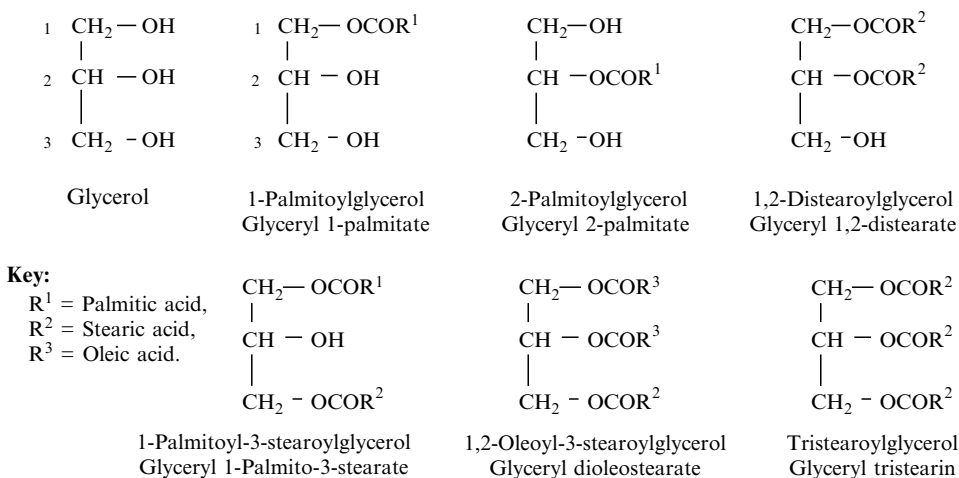 1 CH₂— OH
2 CH — OH
3 CH₂ – OH
Glycerol
1 CH₂— OCOR¹
2 CH — OH
3 CH₂ – OH
1-Palmitoylglycerol
Glyceryl 1-palmitate
CH₂—OH
CH — OCOR¹
CH₂ –OH
2-Palmitoylglycerol
Glyceryl 2-palmitate
CH₂—OCOR²
CH — OCOR²
CH₂ –OH
1,2-Distearoylglycerol
Glyceryl 1,2-distearate
Key:
R¹ = Palmitic acid,
R² = Stearic acid,
R³ = Oleic acid.
CH₂— OCOR¹
CH — OH
CH₂ – OCOR²
1-Palmitoyl-3-stearoylglycerol
Glyceryl 1-Palmito-3-stearate
CH₂— OCOR³
CH — OCOR³
CH₂ – OCOR²
1,2-Oleoyl-3-stearoylglycerol
Glyceryl dioleostearate
CH₂— OCOR²
CH — OCOR²
CH₂ – OCOR²
Tristearoylglycerol
Glyceryl tristearin